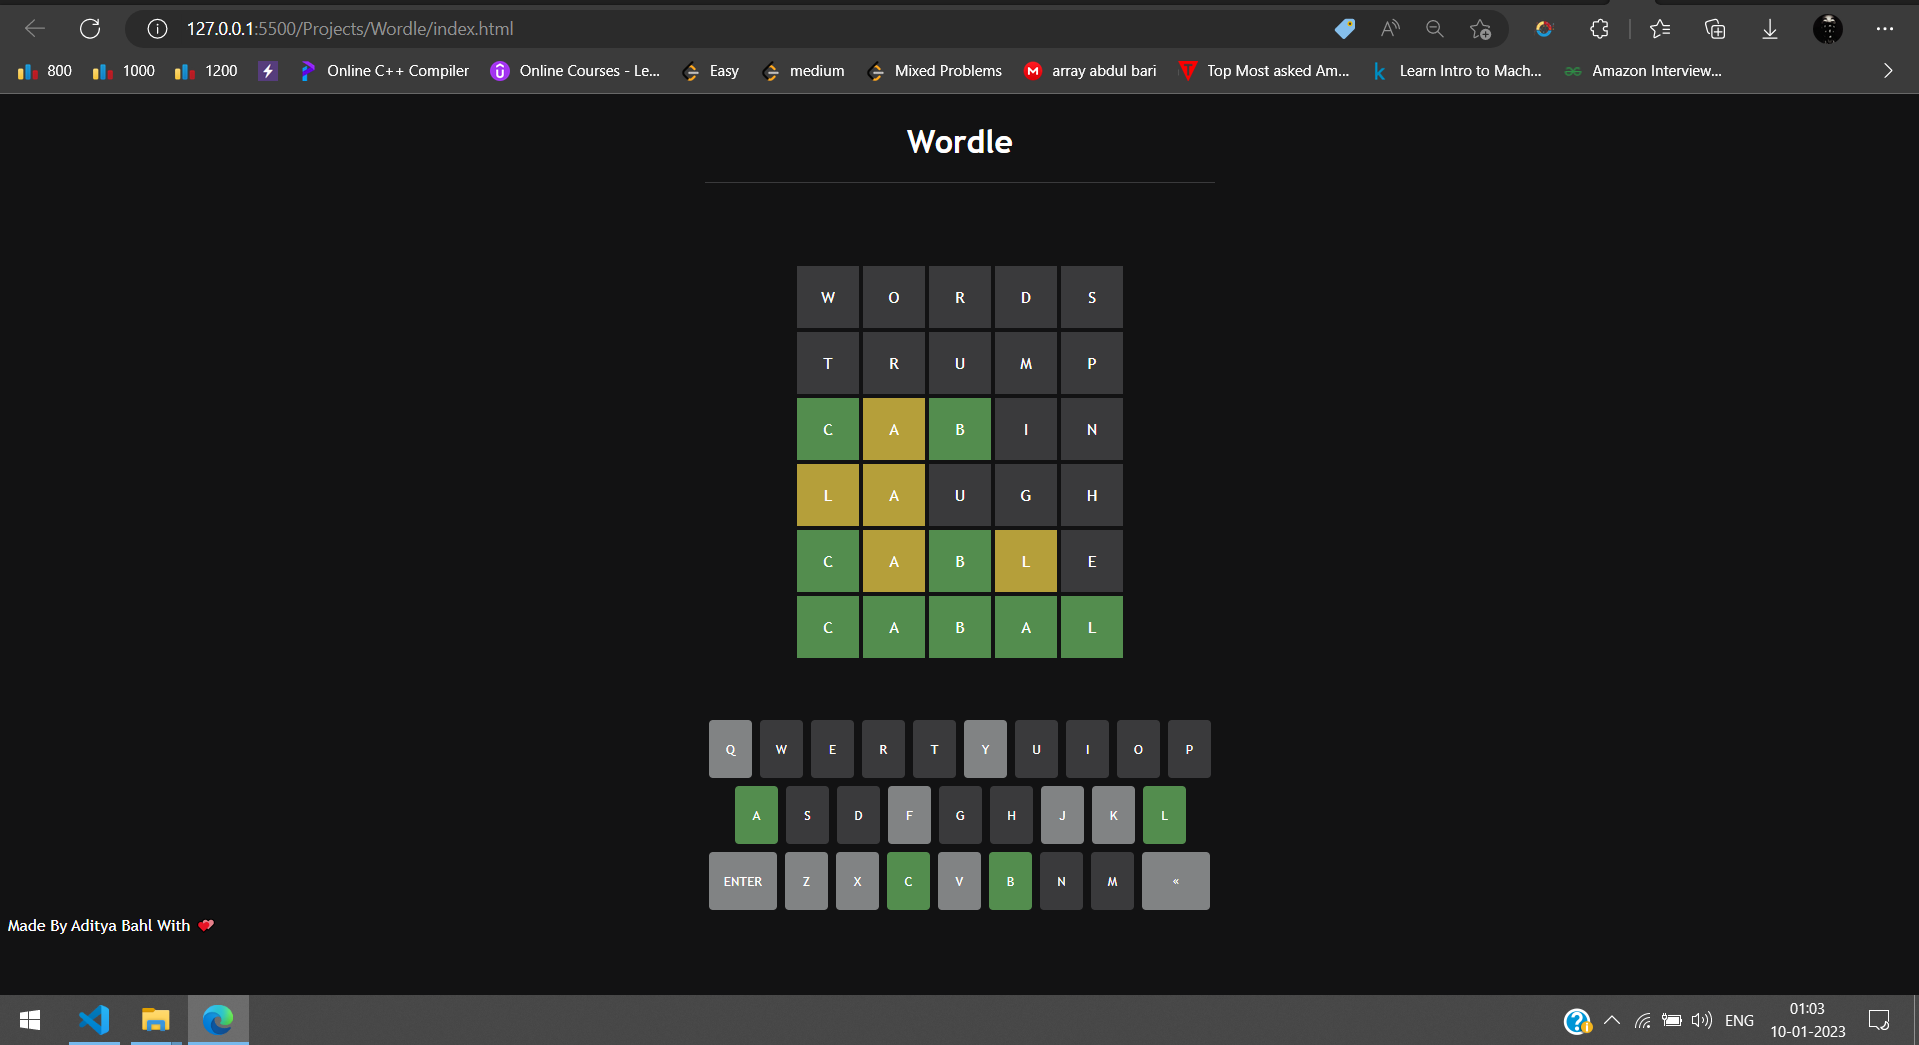 127.0.0.1:5500/Projects/Wordle/index.html
800 1000 1200 Online C++ Compiler Online Courses - Le... Easy medium Mixed Problems array abdul bari Top Most asked Am... Learn Intro to Mach... Amazon Interview...
Wordle
W O R D S
T R U M P
C A B I N
L A U G H
C A B L E
C A B A L
Q W E R T Y U I O P
A S D F G H J K L
ENTER Z X C V B N M «
Made By Aditya Bahl With 💕
ENG
01:03
10-01-2023